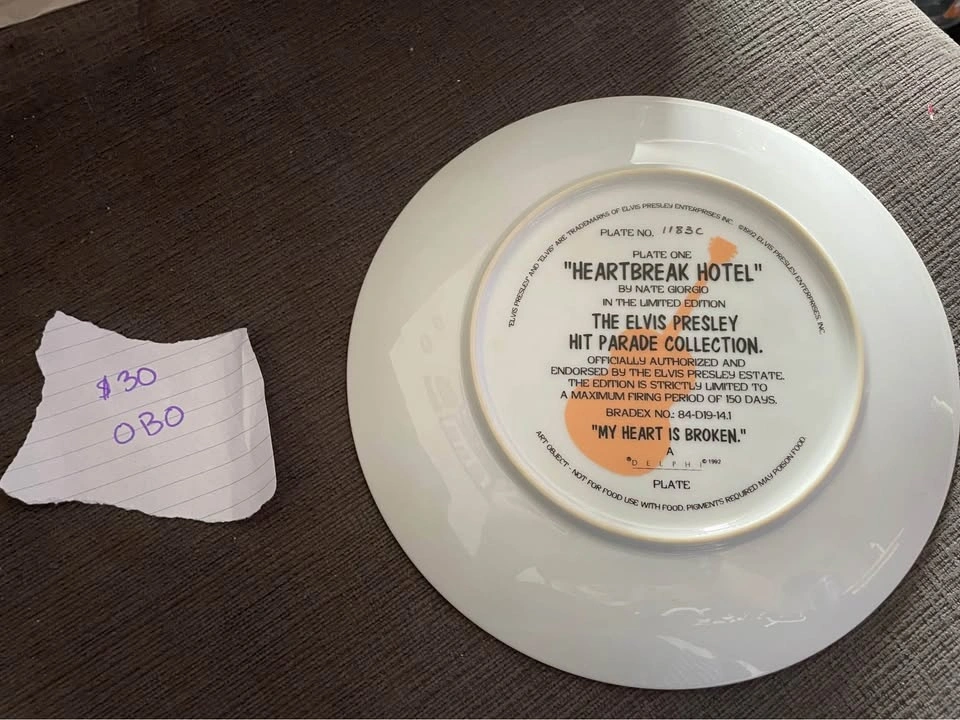 $30
OBO
"ELVIS PRESLEY" AND "ELVIS" ARE TRADEMARKS OF ELVIS PRESLEY ENTERPRISES INC. ©1992 ELVIS PRESLEY ENTERPRISES, INC.
PLATE NO. 1183C
PLATE ONE
"HEARTBREAK HOTEL"
BY NATE GIORGIO
IN THE LIMITED EDITION
THE ELVIS PRESLEY
HIT PARADE COLLECTION.
OFFICIALLY AUTHORIZED AND
ENDORSED BY THE ELVIS PRESLEY ESTATE.
THE EDITION IS STRICTLY LIMITED TO
A MAXIMUM FIRING PERIOD OF 150 DAYS.
BRADEX NO.: 84-D19-14.1
"MY HEART IS BROKEN."
A
®DELPHI ©1992
PLATE
ART OBJECT - NOT FOR FOOD USE WITH FOOD. PIGMENTS REQUIRED MAY POISON FOOD